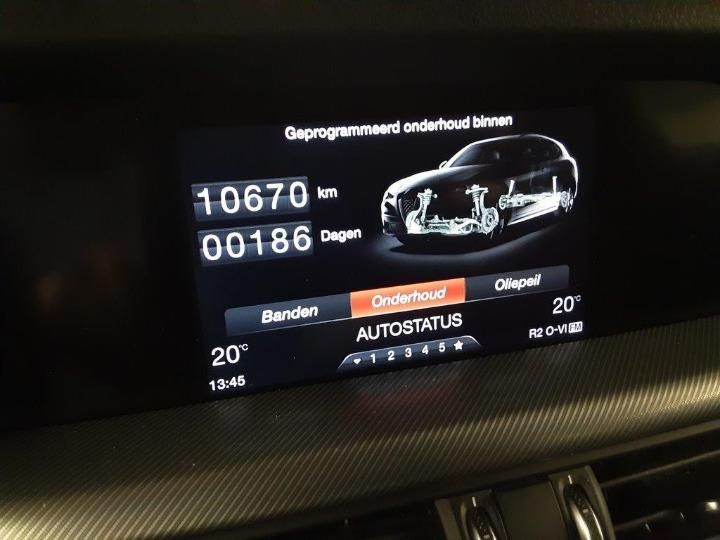 Geprogrammeerd onderhoud binnen
10670 km
00186 Dagen
Banden Onderhoud Oliepeil
AUTOSTATUS
20°C 20°C
1 2 3 4 5
R2 O-VI FM
13:45